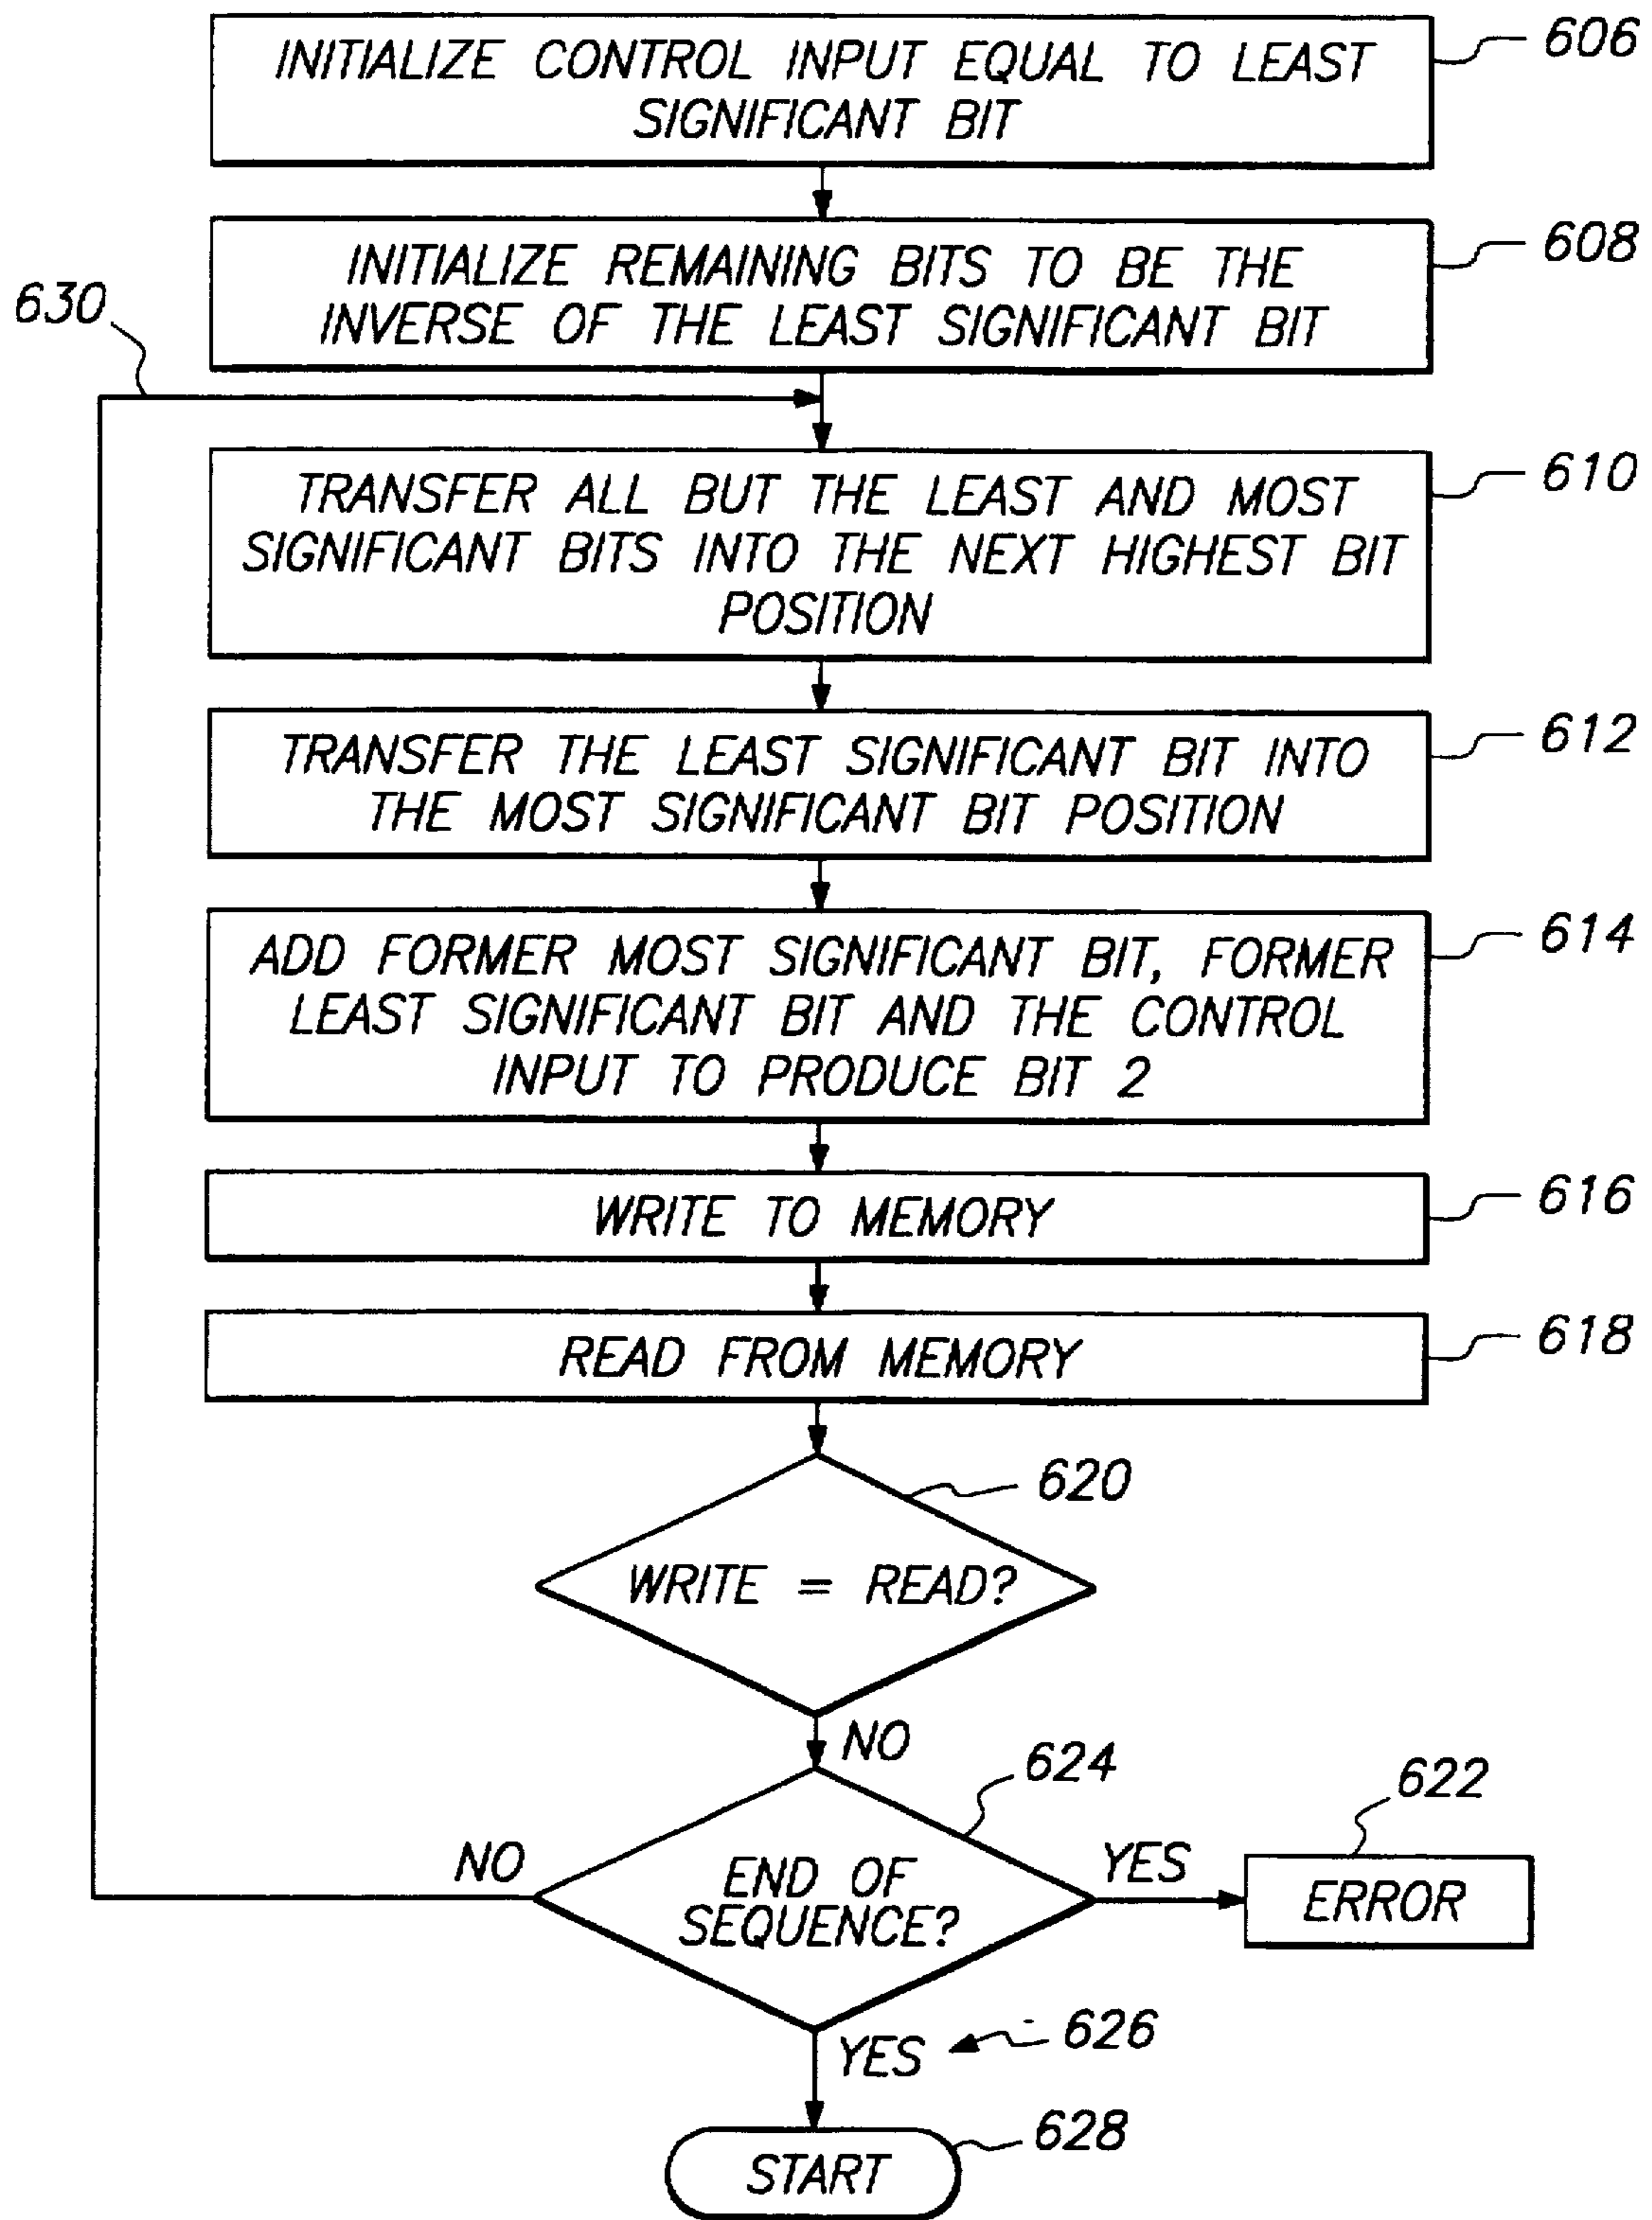 INITIALIZE CONTROL INPUT EQUAL TO LEAST
SIGNIFICANT BIT
606
INITIALIZE REMAINING BITS TO BE THE
INVERSE OF THE LEAST SIGNIFICANT BIT
608
630
TRANSFER ALL BUT THE LEAST AND MOST
SIGNIFICANT BITS INTO THE NEXT HIGHEST BIT
POSITION
610
TRANSFER THE LEAST SIGNIFICANT BIT INTO
THE MOST SIGNIFICANT BIT POSITION
612
ADD FORMER MOST SIGNIFICANT BIT, FORMER
LEAST SIGNIFICANT BIT AND THE CONTROL
INPUT TO PRODUCE BIT 2
614
WRITE TO MEMORY
616
READ FROM MEMORY
618
620
WRITE = READ?
NO
624
622
NO
END OF
SEQUENCE?
YES
ERROR
YES
626
628
START